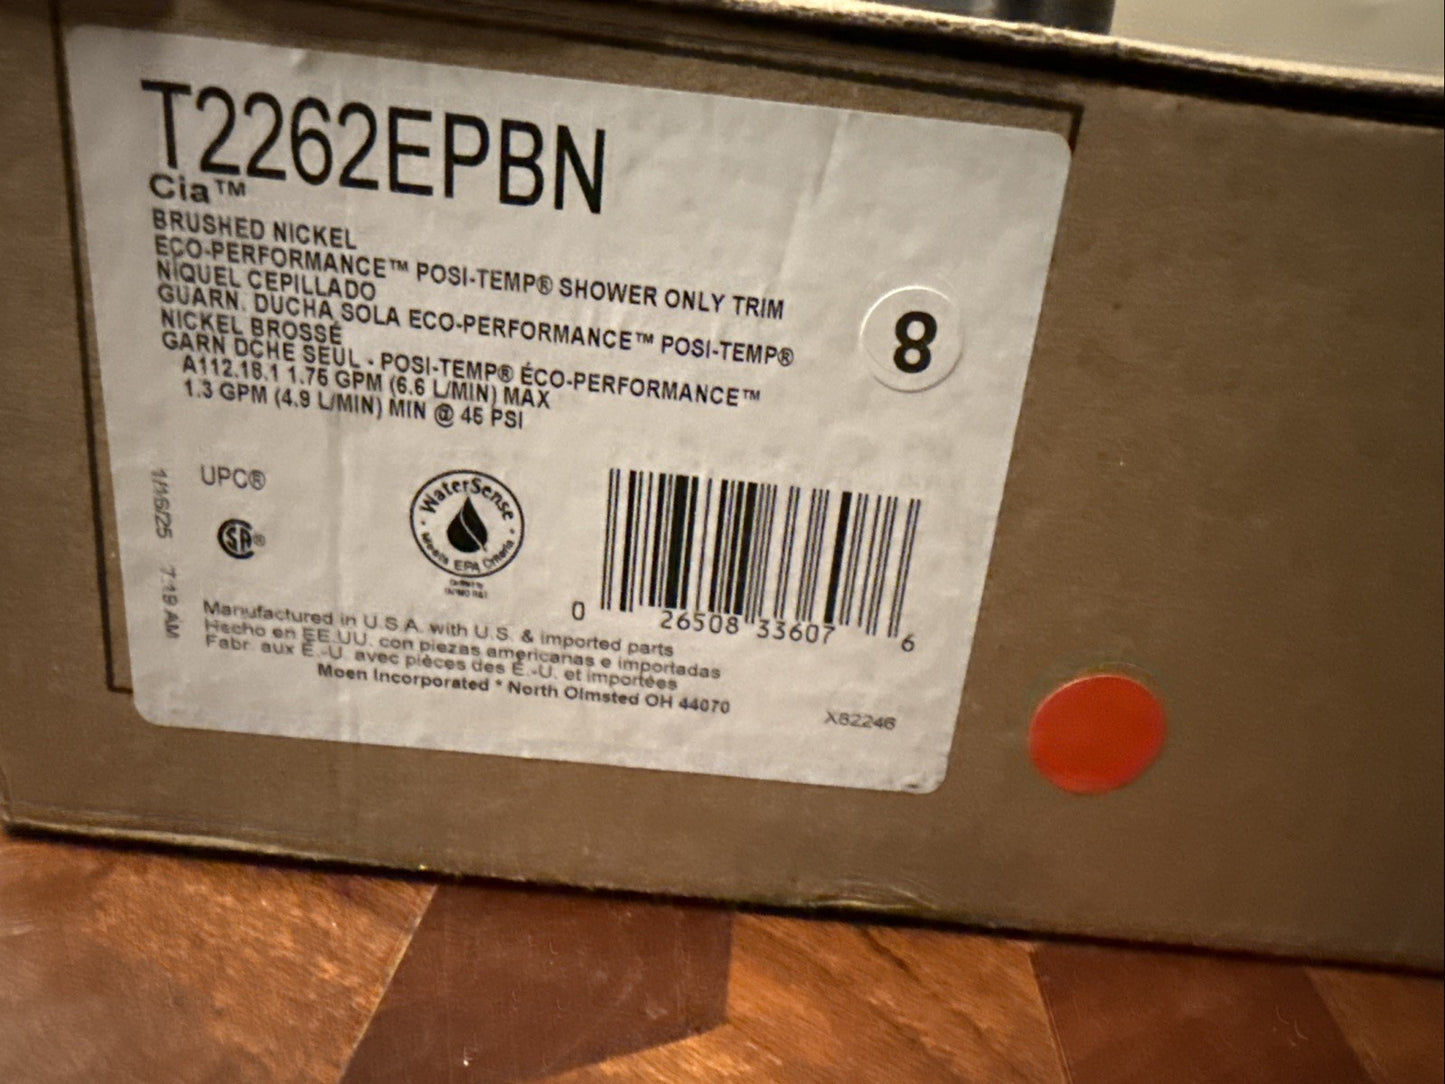 T2262EPBN
Cia™
BRUSHED NICKEL
ECO-PERFORMANCE™ POSI-TEMP® SHOWER ONLY TRIM
NÍQUEL CEPILLADO
GUARN. DUCHA SOLA ECO-PERFORMANCE™ POSI-TEMP®
NICKEL BROSSÉ
GARN DCHE SEUL - POSI-TEMP® ÉCO-PERFORMANCE™
A112.18.1 1.75 GPM (6.6 L/MIN) MAX
1.3 GPM (4.9 L/MIN) MIN @ 45 PSI
8
1/16/25 7:19 AM
UPC®
SA®
WaterSense
Meets EPA Criteria
0 26508 33607 6
Manufactured in U.S.A. with U.S. & imported parts
Hecho en EE.UU. con piezas americanas e importadas
Fabr. aux É.-U. avec pièces des É.-U. et importées
Moen Incorporated * North Olmsted OH 44070
X62246